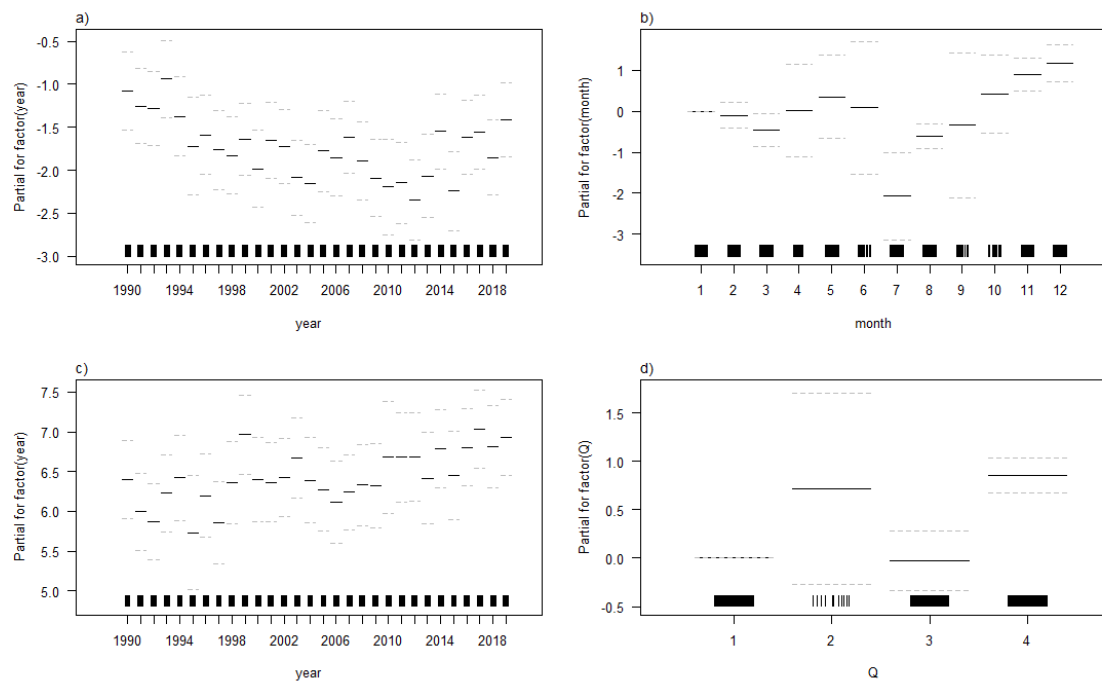 a)
Partial for factor(year)
-0.5
-1.0
-1.5
-2.0
-2.5
-3.0
1990 1994 1998 2002 2006 2010 2014 2018
year
b)
Partial for factor(month)
1
0
-1
-2
-3
1 2 3 4 5 6 7 8 9 10 11 12
month
c)
Partial for factor(year)
7.5
7.0
6.5
6.0
5.5
5.0
1990 1994 1998 2002 2006 2010 2014 2018
year
d)
Partial for factor(Q)
1.5
1.0
0.5
0.0
-0.5
1 2 3 4
Q